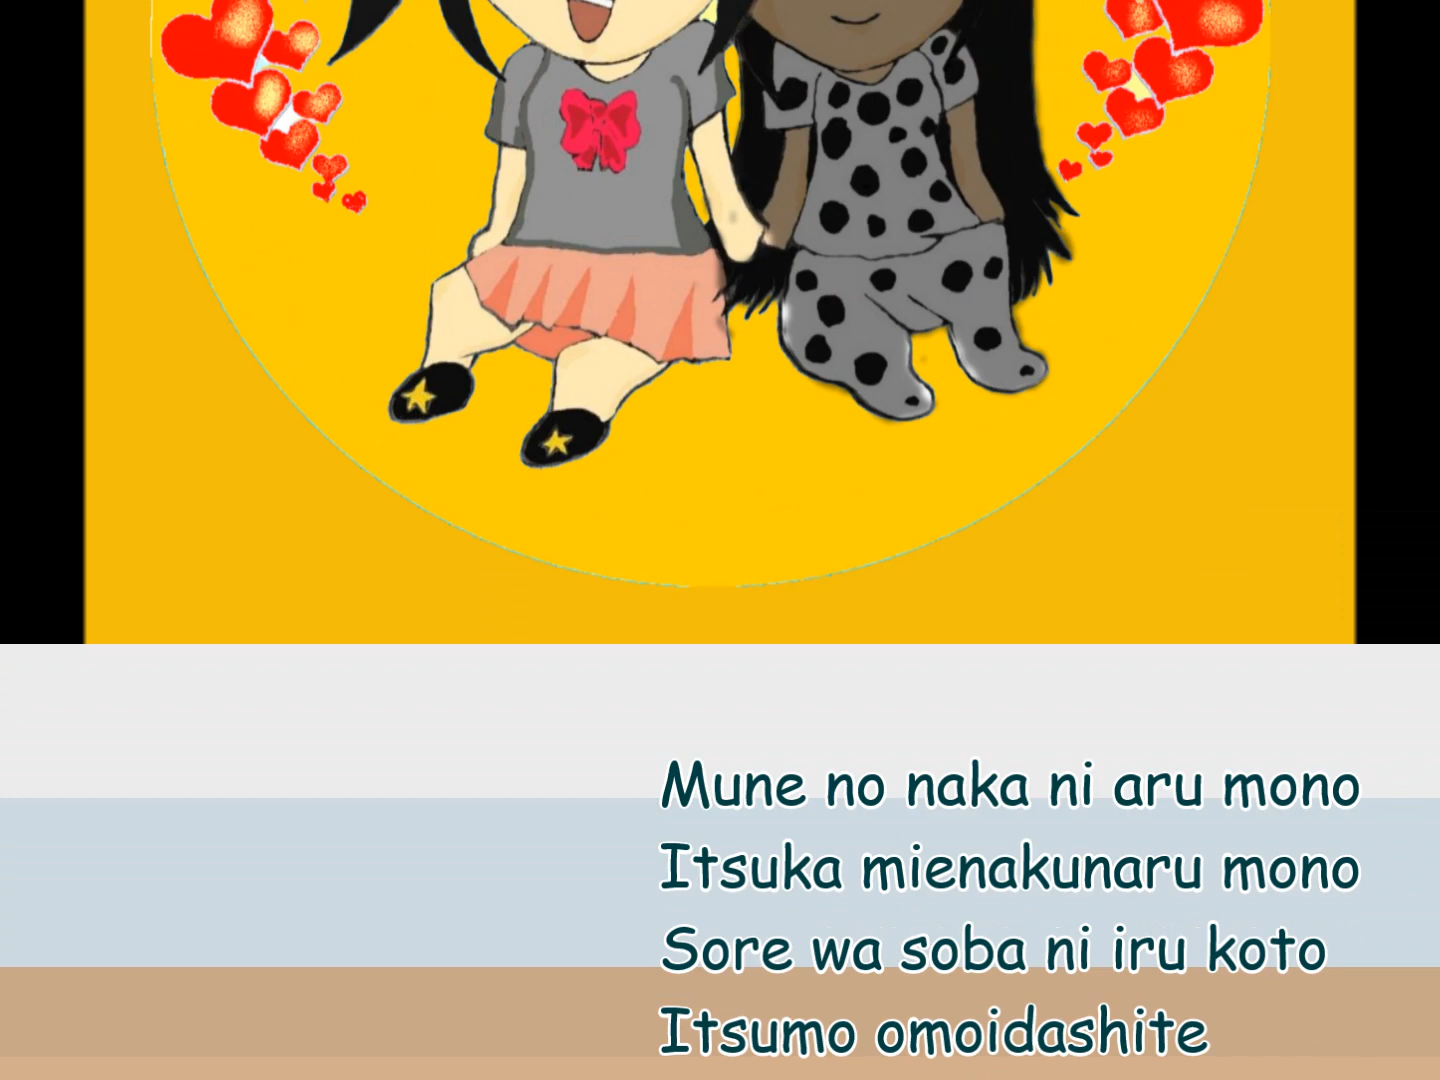 Mune no naka ni aru mono
Itsuka mienakunaru mono
Sore wa soba ni iru koto
Itsumo omoidashite